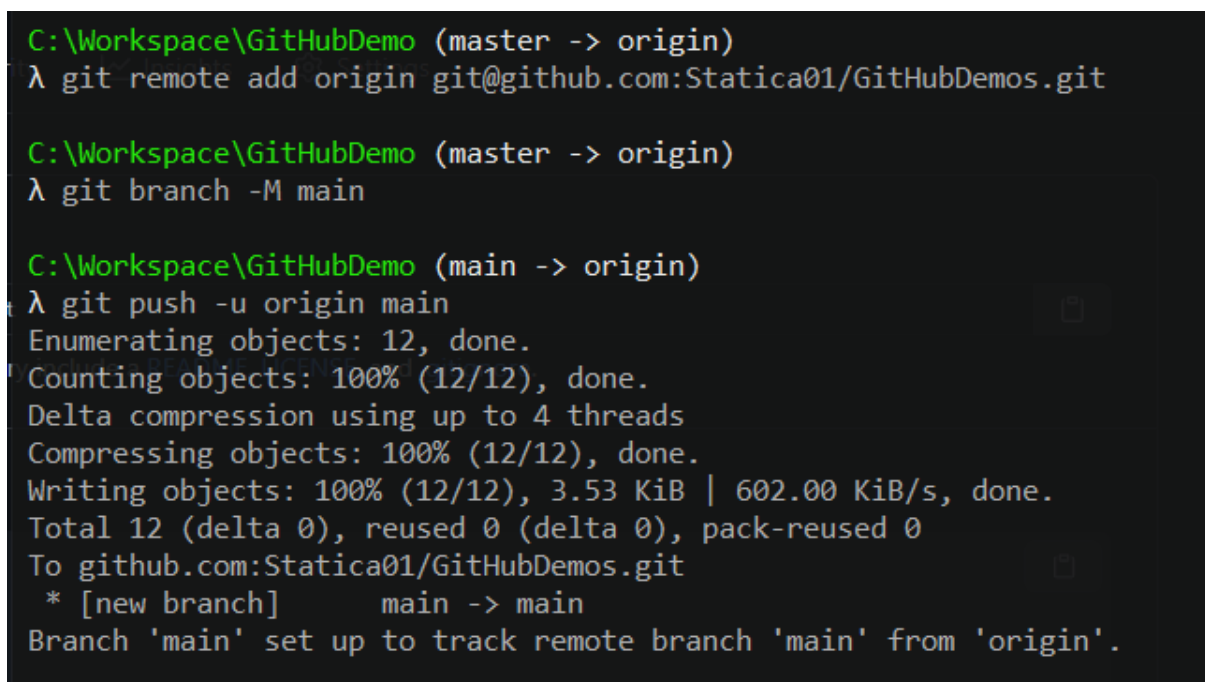 C:\Workspace\GitHubDemo (master -> origin)
λ git remote add origin git@github.com:Statica01/GitHubDemos.git
C:\Workspace\GitHubDemo (master -> origin)
λ git branch -M main
C:\Workspace\GitHubDemo (main -> origin)
λ git push -u origin main
Enumerating objects: 12, done.
Counting objects: 100% (12/12), done.
Delta compression using up to 4 threads
Compressing objects: 100% (12/12), done.
Writing objects: 100% (12/12), 3.53 KiB | 602.00 KiB/s, done.
Total 12 (delta 0), reused 0 (delta 0), pack-reused 0
To github.com:Statica01/GitHubDemos.git
 * [new branch]      main -> main
Branch 'main' set up to track remote branch 'main' from 'origin'.